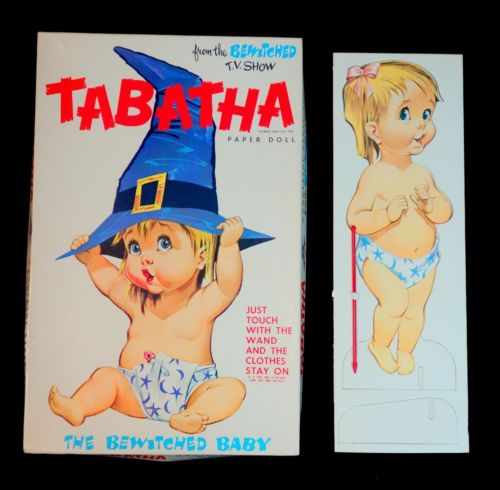 from the BEWITCHED
T.V. SHOW
TABATHA
PAPER DOLL
JUST
TOUCH
WITH THE
WAND
AND THE
CLOTHES
STAY ON
THE BEWITCHED BABY